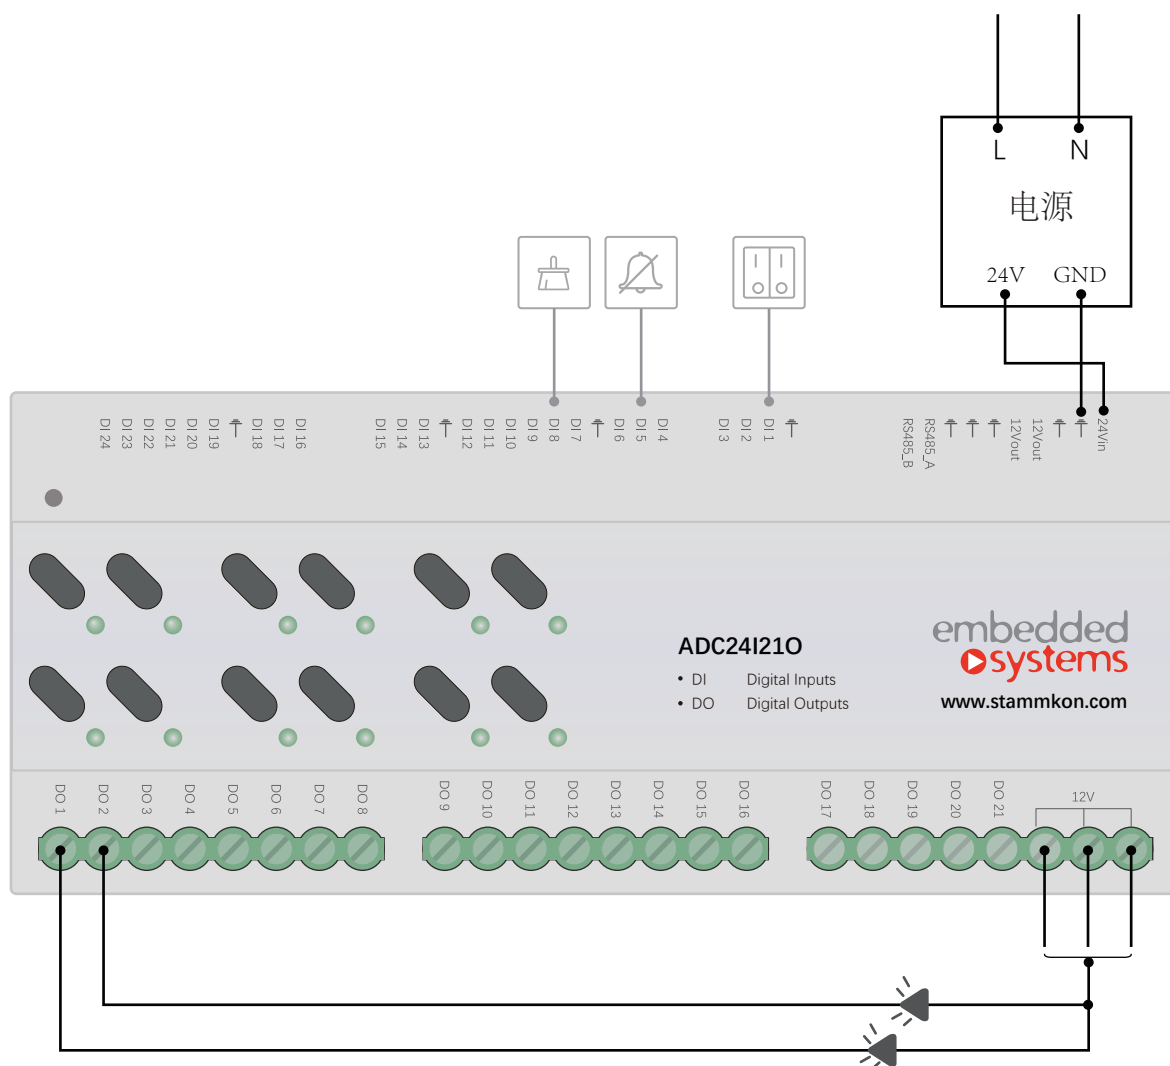 L N
电源
24V GND
DI 24
DI 23
DI 22
DI 21
DI 20
DI 19
DI 18
DI 17
DI 16
DI 15
DI 14
DI 13
DI 12
DI 11
DI 10
DI 9
DI 8
DI 7
DI 6
DI 5
DI 4
DI 3
DI 2
DI 1
RS485_B
RS485_A
12Vout
12Vout
24Vin
embedded
systems
www.stammkon.com
ADC24I21O
• DI Digital Inputs
• DO Digital Outputs
DO 1
DO 2
DO 3
DO 4
DO 5
DO 6
DO 7
DO 8
DO 9
DO 10
DO 11
DO 12
DO 13
DO 14
DO 15
DO 16
DO 17
DO 18
DO 19
DO 20
DO 21
12V